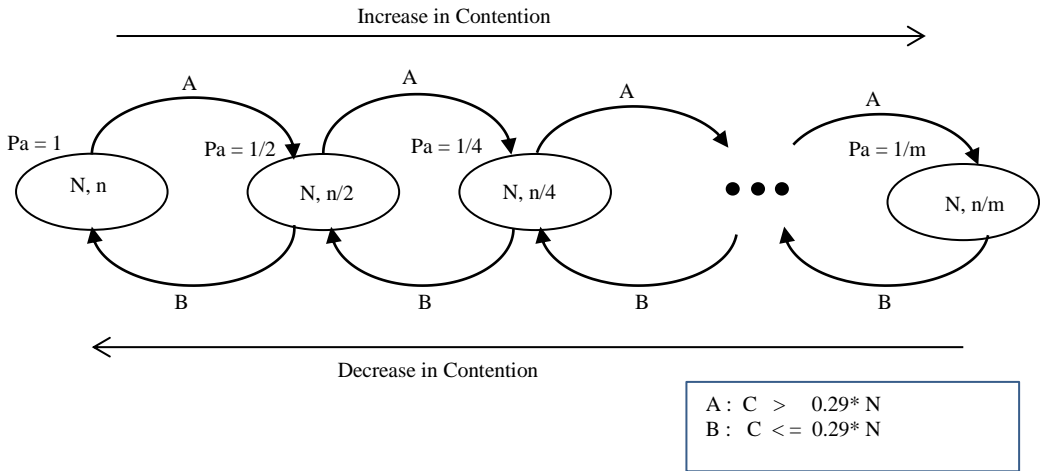 Increase in Contention
A
A
A
A
Pa = 1
Pa = 1/2
Pa = 1/4
Pa = 1/m
N, n
N, n/2
N, n/4
N, n/m
B
B
B
B
Decrease in Contention
A : C > 0.29* N
B : C < = 0.29* N